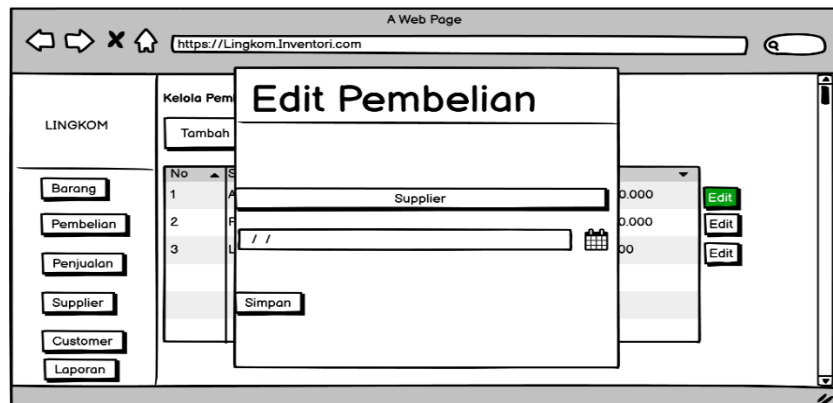 A Web Page
https://Lingkom.Inventori.com
LINGKOM
Barang
Pembelian
Penjualan
Supplier
Customer
Laporan
Kelola Pem
Tambah
No S
1 A 0.000 Edit
2 F 0.000 Edit
3 L 00 Edit
Edit Pembelian
Supplier
/ /
Simpan